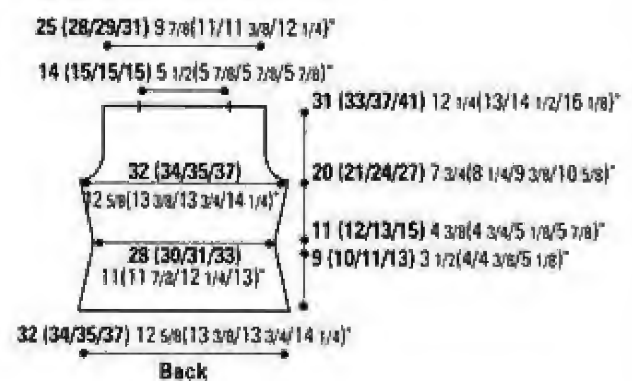 25 (28/29/31) 9 7/8(11/11 3/8/12 1/4)"
14 (15/15/15) 5 1/2(5 7/8/5 7/8/5 7/8)"
31 (33/37/41) 12 1/4(13/14 1/2/16 1/8)"
32 (34/35/37)
12 5/8(13 3/8/13 3/4/14 1/4)"
20 (21/24/27) 7 3/4(8 1/4/9 3/8/10 5/8)"
11 (12/13/15) 4 3/8(4 3/4/5 1/8/5 7/8)"
28 (30/31/33)
11(11 7/8/12 1/4/13)"
9 (10/11/13) 3 1/2(4/4 3/8/5 1/8)"
32 (34/35/37) 12 5/8(13 3/8/13 3/4/14 1/4)"
Back